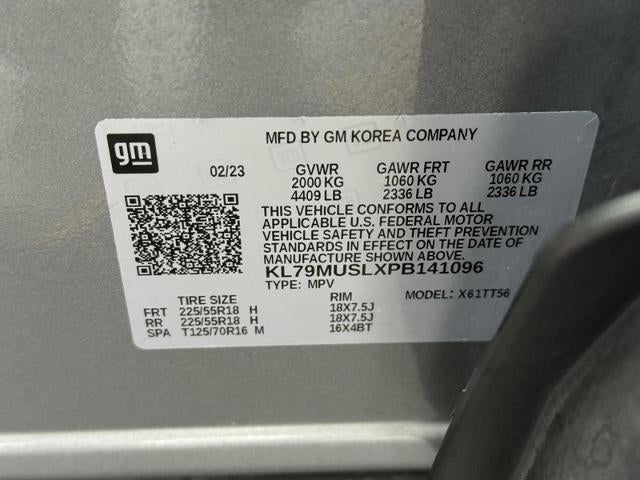 gm
MFD BY GM KOREA COMPANY
02/23 GVWR GAWR FRT GAWR RR
2000 KG 1060 KG 1060 KG
4409 LB 2336 LB 2336 LB
THIS VEHICLE CONFORMS TO ALL
APPLICABLE U.S. FEDERAL MOTOR
VEHICLE SAFETY AND THEFT PREVENTION
STANDARDS IN EFFECT ON THE DATE OF
MANUFACTURE SHOWN ABOVE.
KL79MUSLXPB141096
TYPE: MPV MODEL: X61TT56
TIRE SIZE RIM
FRT 225/55R18 H 18X7.5J
RR 225/55R18 H 18X7.5J
SPA T125/70R16 M 16X4BT